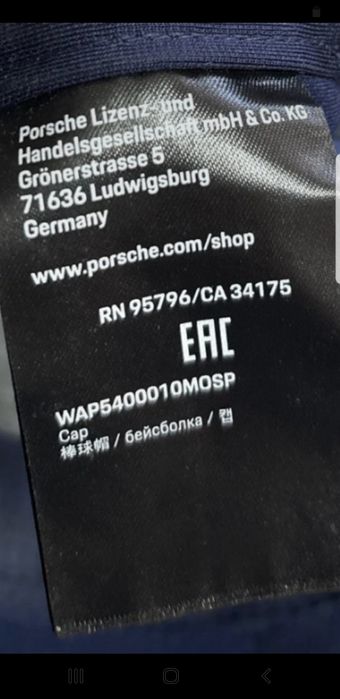 Porsche Lizenz- und
Handelsgesellschaft mbH & Co. KG
Grönerstrasse 5
71636 Ludwigsburg
Germany
www.porsche.com/shop
RN 95796/CA 34175
EAC
WAP5400010M0SP
Cap
棒球帽 / бейсболка / 캡